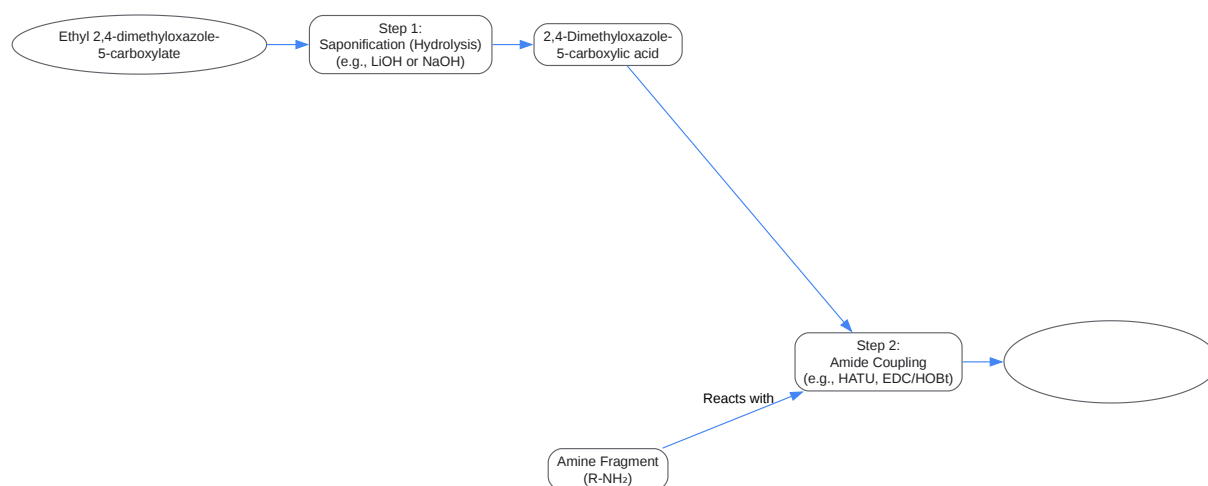 Ethyl 2,4-dimethyloxazole-
5-carboxylate
Step 1:
Saponification (Hydrolysis)
(e.g., LiOH or NaOH)
2,4-Dimethyloxazole-
5-carboxylic acid
Step 2:
Amide Coupling
(e.g., HATU, EDC/HOBt)
Reacts with
Amine Fragment
(R-NH₂)